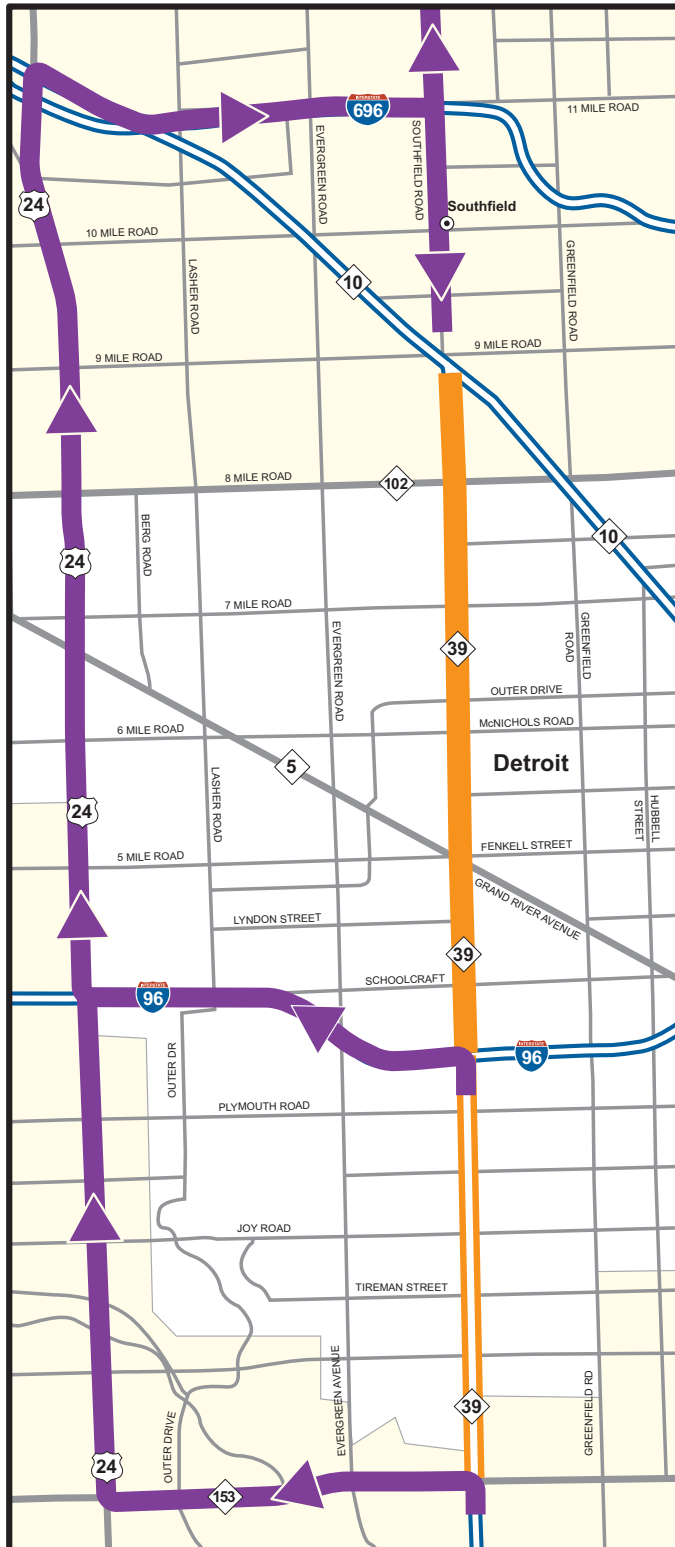 11 MILE ROAD
INTERSTATE
696
EVERGREEN ROAD
SOUTHFIELD ROAD
24
Southfield
10 MILE ROAD
LASHER ROAD
10
GREENFIELD ROAD
9 MILE ROAD
9 MILE ROAD
8 MILE ROAD
102
BERG ROAD
10
24
7 MILE ROAD
EVERGREEN ROAD
39
GREENFIELD
ROAD
OUTER DRIVE
McNICHOLS ROAD
6 MILE ROAD
5
Detroit
LASHER ROAD
24
HUBBELL
STREET
5 MILE ROAD
FENKELL STREET
GRAND RIVER AVENUE
LYNDON STREET
39
SCHOOLCRAFT
INTERSTATE
96
OUTER DR
INTERSTATE
96
PLYMOUTH ROAD
JOY ROAD
TIREMAN STREET
EVERGREEN AVENUE
39
GREENFIELD RD
OUTER DRIVE
24
153